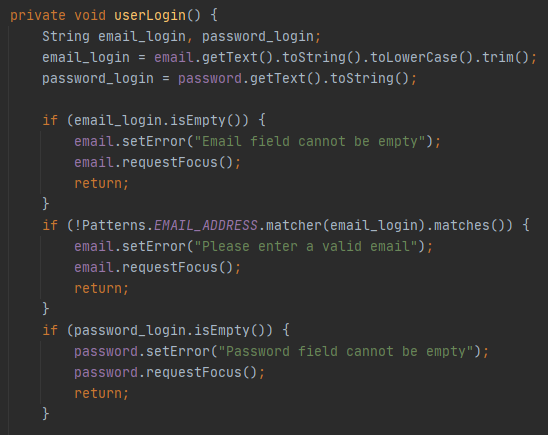 private void userLogin() {
String email_login, password_login;
email_login = email.getText().toString().toLowerCase().trim();
password_login = password.getText().toString();
if (email_login.isEmpty()) {
email.setError("Email field cannot be empty");
email.requestFocus();
return;
}
if (!Patterns.EMAIL_ADDRESS.matcher(email_login).matches()) {
email.setError("Please enter a valid email");
email.requestFocus();
return;
}
if (password_login.isEmpty()) {
password.setError("Password field cannot be empty");
password.requestFocus();
return;
}